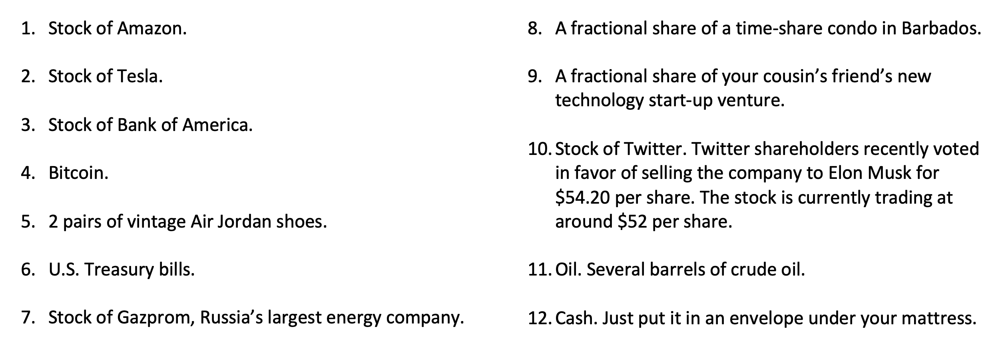 1. Stock of Amazon.
2. Stock of Tesla.
3. Stock of Bank of America.
4. Bitcoin.
5. 2 pairs of vintage Air Jordan shoes.
6. U.S. Treasury bills.
7. Stock of Gazprom, Russia’s largest energy company.
8. A fractional share of a time-share condo in Barbados.
9. A fractional share of your cousin’s friend’s new
technology start-up venture.
10. Stock of Twitter. Twitter shareholders recently voted
in favor of selling the company to Elon Musk for
$54.20 per share. The stock is currently trading at
around $52 per share.
11. Oil. Several barrels of crude oil.
12. Cash. Just put it in an envelope under your mattress.